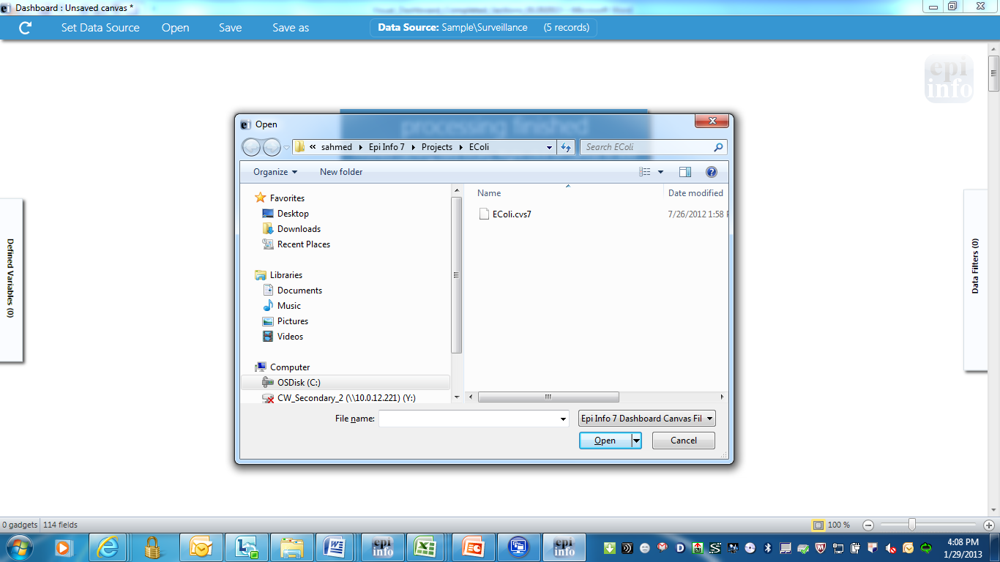 Dashboard : Unsaved canvas *
Set Data Source Open Save Save as Data Source: Sample\Surveillance (5 records)
epi info
processing finished
Open
« sahmed Epi Info 7 Projects EColi Search EColi
Organize New folder
Name Date modified
EColi.cvs7 7/26/2012 1:58
Favorites
Desktop
Downloads
Recent Places
Libraries
Documents
Music
Pictures
Videos
Computer
OSDisk (C:)
CW_Secondary_2 (\\10.0.12.221) (Y:)
File name: Epi Info 7 Dashboard Canvas Fil
Open Cancel
Defined Variables (0)
Data Filters (0)
0 gadgets 114 fields 100 %
epi info epi info
4:08 PM
1/29/2013